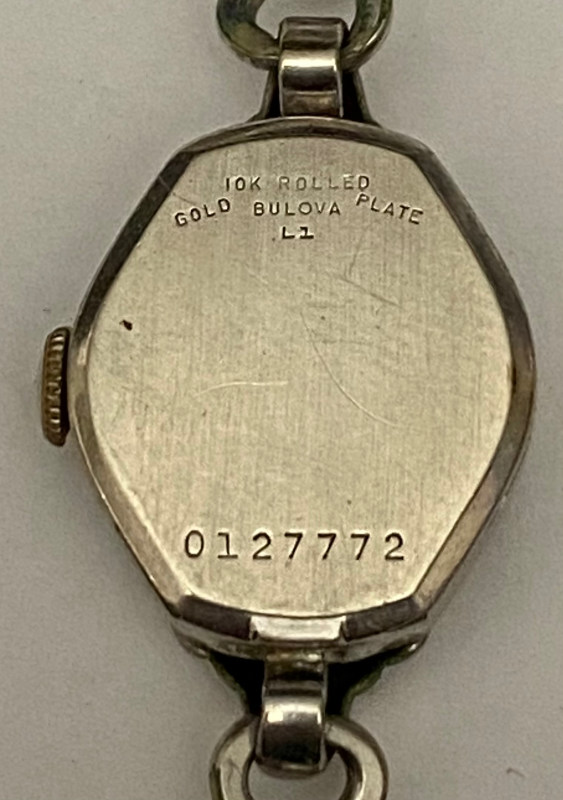 10K ROLLED
GOLD BULOVA PLATE
L1
0127772